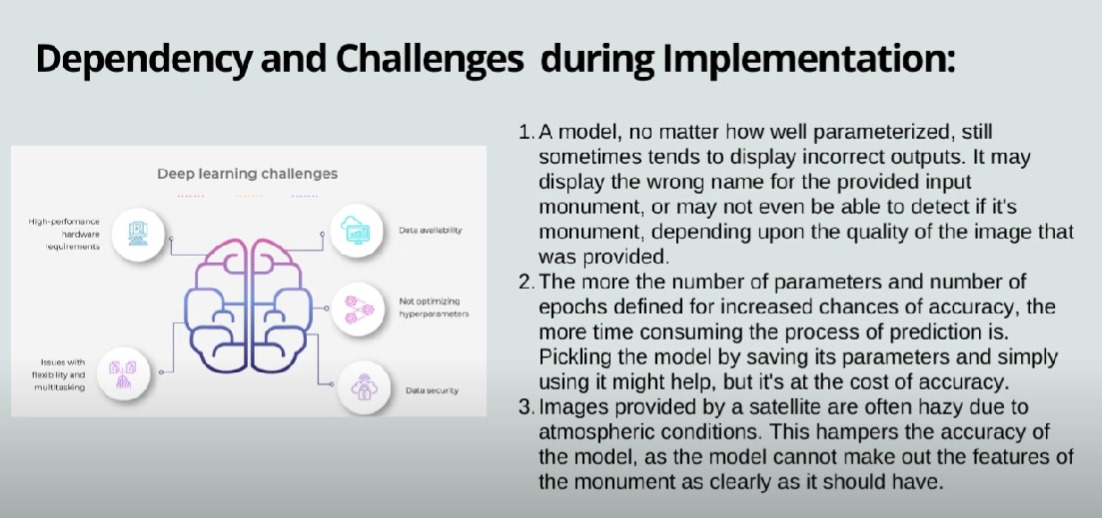 Dependency and Challenges during Implementation:
Deep learning challenges
High-perfomance
hardware
requirements
Data availability
Not optimizing
hyperparameters
Issues with
flexibility and
multitasking
Data security
1. A model, no matter how well parameterized, still
sometimes tends to display incorrect outputs. It may
display the wrong name for the provided input
monument, or may not even be able to detect if it's
monument, depending upon the quality of the image that
was provided.
2. The more the number of parameters and number of
epochs defined for increased chances of accuracy, the
more time consuming the process of prediction is.
Pickling the model by saving its parameters and simply
using it might help, but it's at the cost of accuracy.
3. Images provided by a satellite are often hazy due to
atmospheric conditions. This hampers the accuracy of
the model, as the model cannot make out the features of
the monument as clearly as it should have.